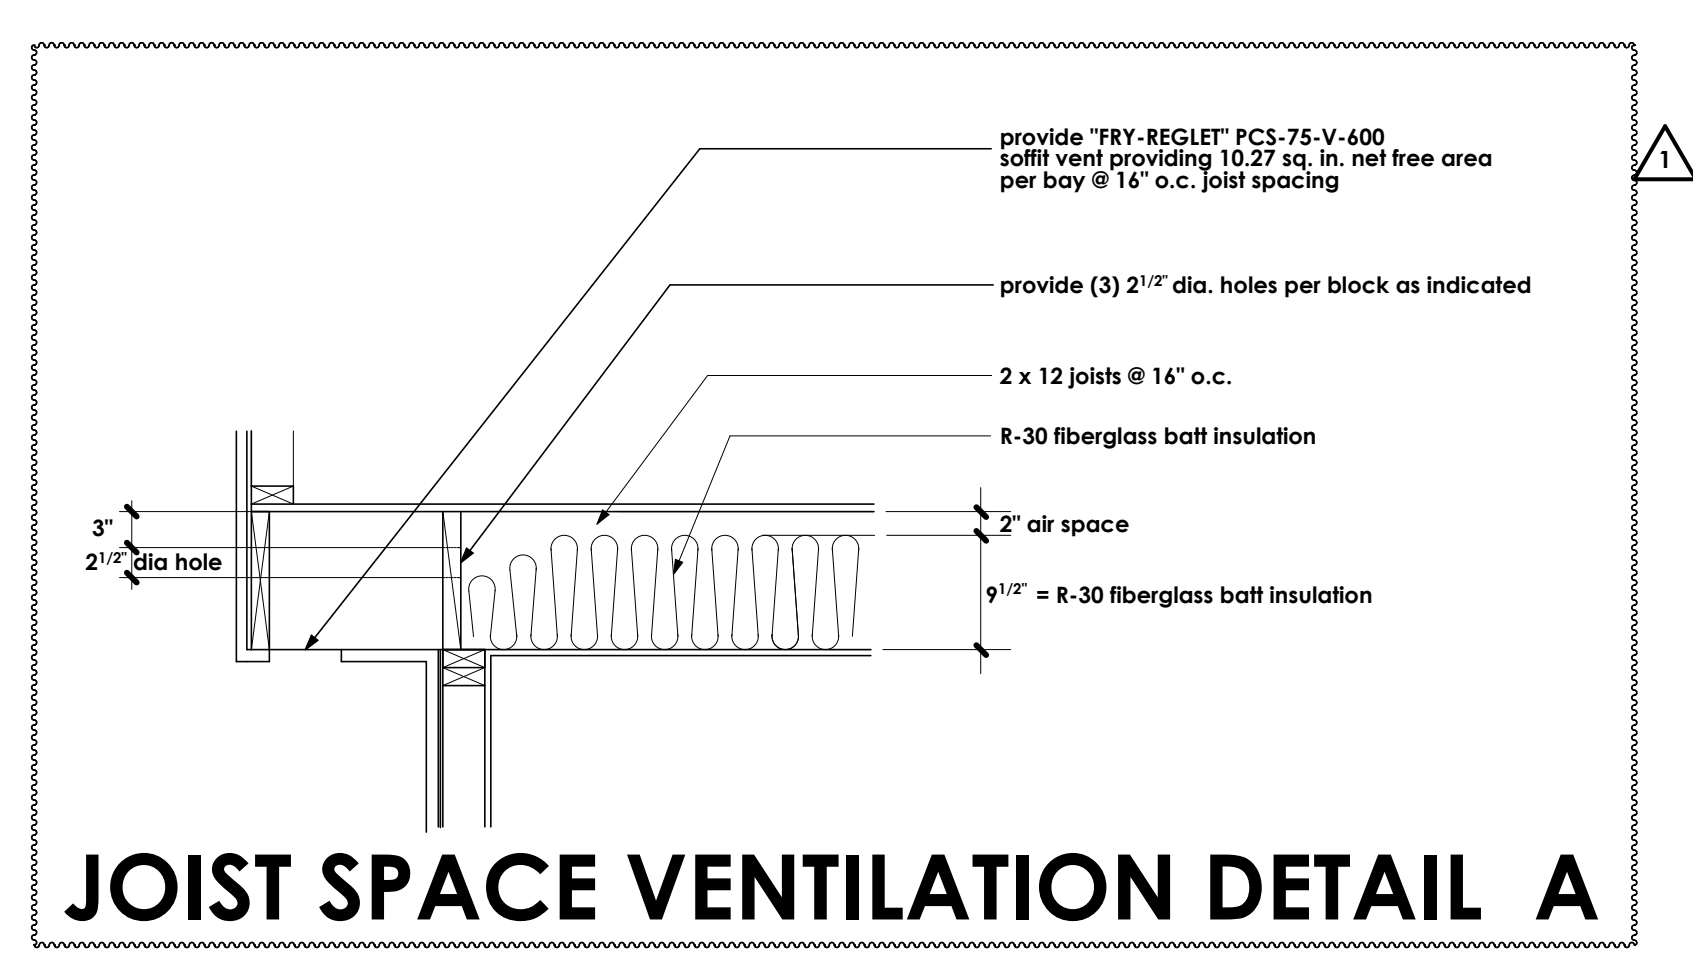 provide "FRY-REGLET" PCS-75-V-600
soffit vent providing 10.27 sq. in. net free area
per bay @ 16" o.c. joist spacing
1
provide (3) 2 1/2" dia. holes per block as indicated
2 x 12 joists @ 16" o.c.
R-30 fiberglass batt insulation
3"
2" air space
2 1/2" dia hole
9 1/2" = R-30 fiberglass batt insulation
JOIST SPACE VENTILATION DETAIL A